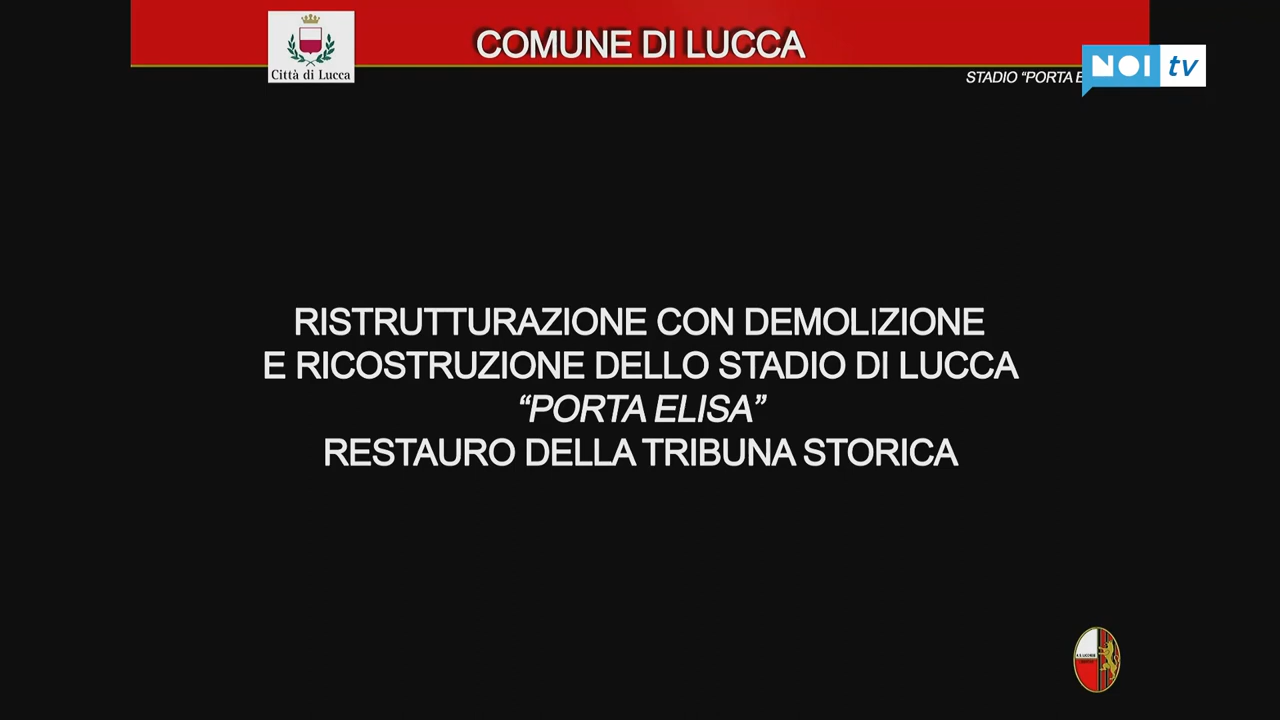 COMUNE DI LUCCA
Città di Lucca
NOI tv
STADIO “PORTA E
RISTRUTTURAZIONE CON DEMOLIZIONE
E RICOSTRUZIONE DELLO STADIO DI LUCCA
“PORTA ELISA”
RESTAURO DELLA TRIBUNA STORICA